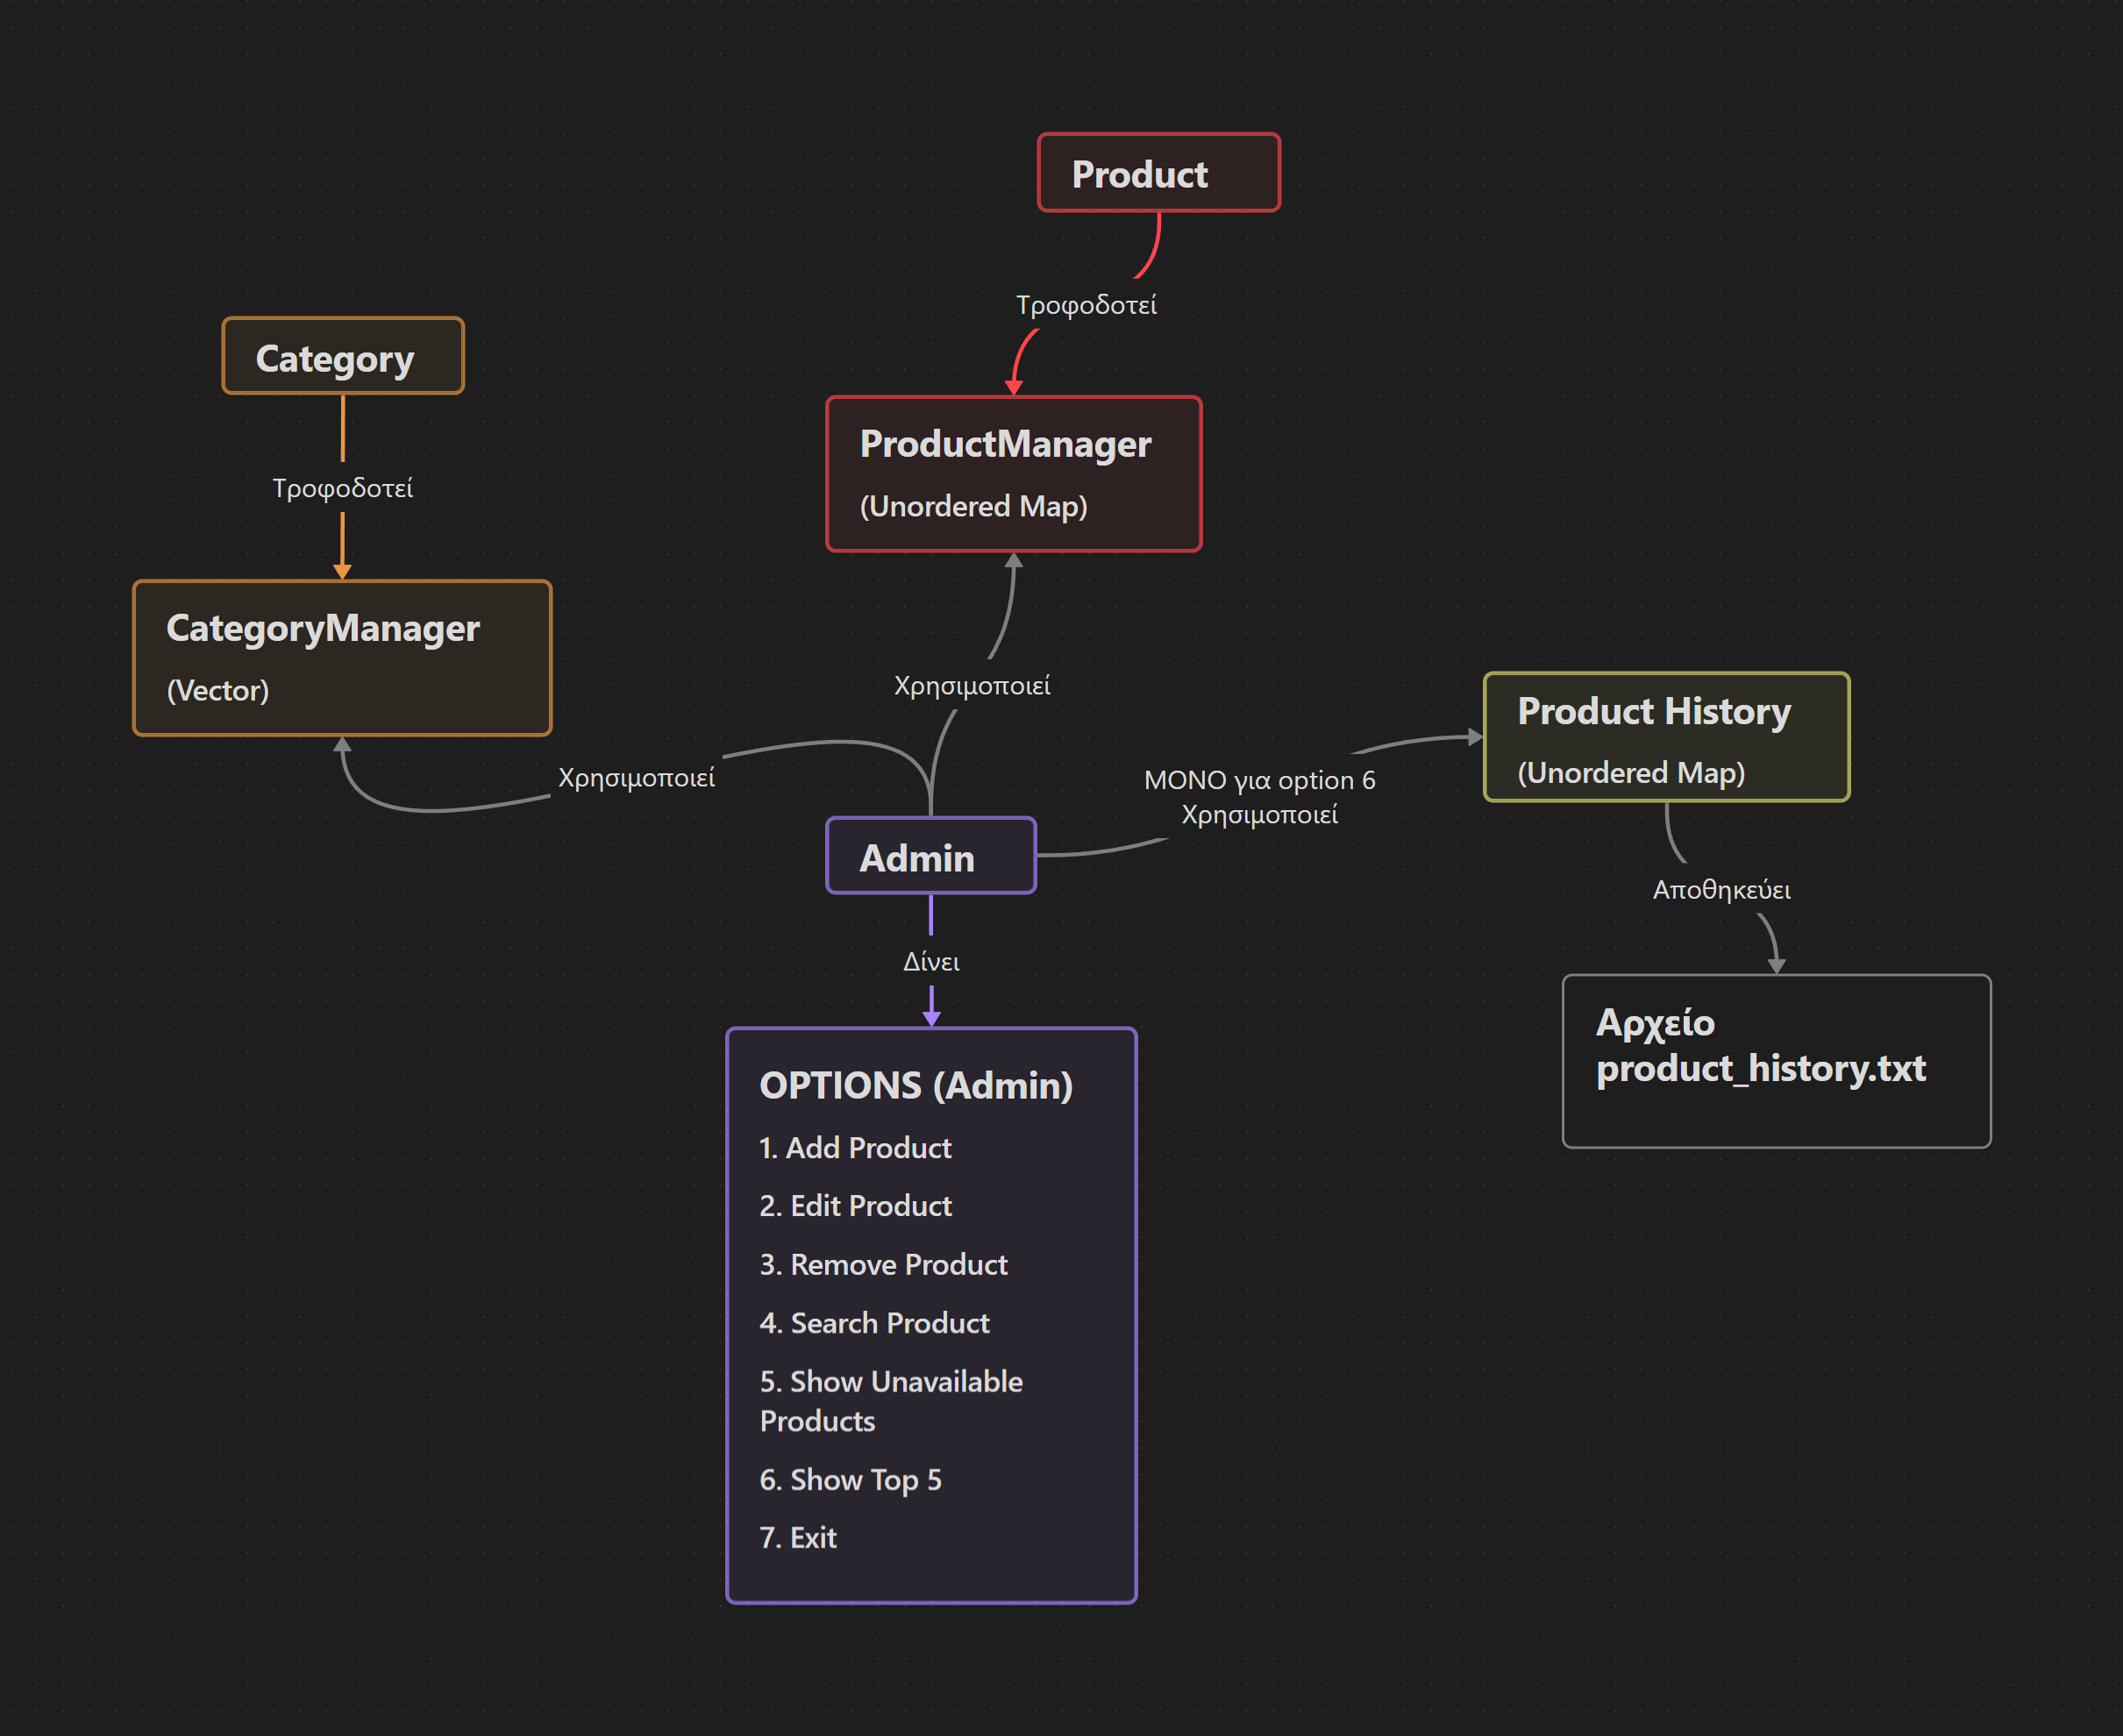 Product
Τροφοδοτεί
Category
ProductManager
(Unordered Map)
Τροφοδοτεί
CategoryManager
(Vector)
Χρησιμοποιεί
Χρησιμοποιεί
Product History
(Unordered Map)
ΜΟΝΟ για option 6
Χρησιμοποιεί
Admin
Αποθηκεύει
Δίνει
Αρχείο
product_history.txt
OPTIONS (Admin)
1. Add Product
2. Edit Product
3. Remove Product
4. Search Product
5. Show Unavailable
Products
6. Show Top 5
7. Exit